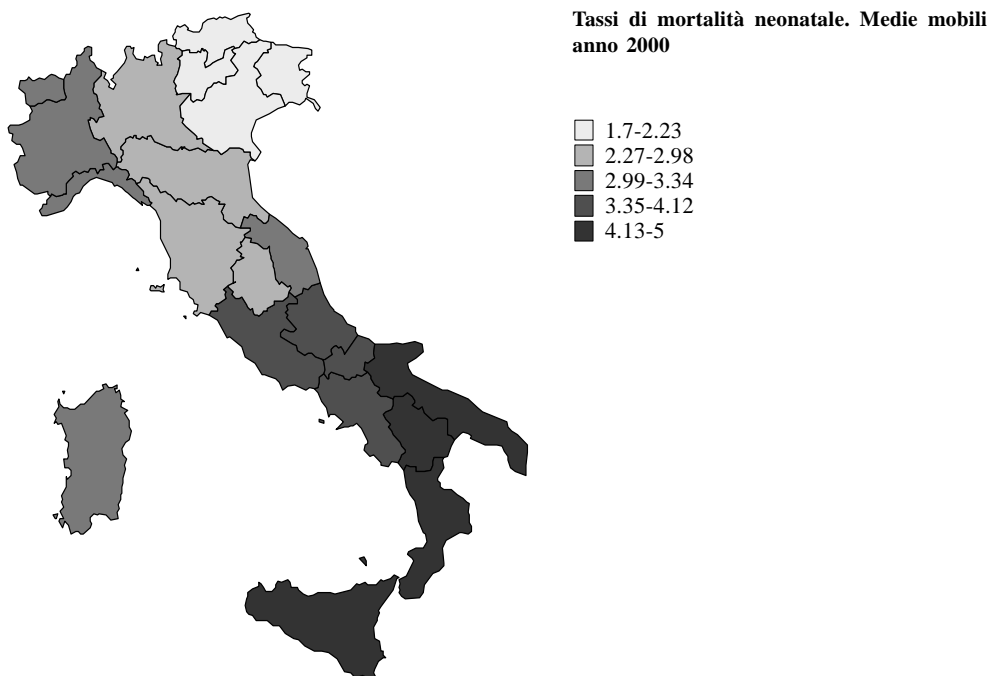 Tassi di mortalità neonatale. Medie mobili
anno 2000
1.7-2.23
2.27-2.98
2.99-3.34
3.35-4.12
4.13-5